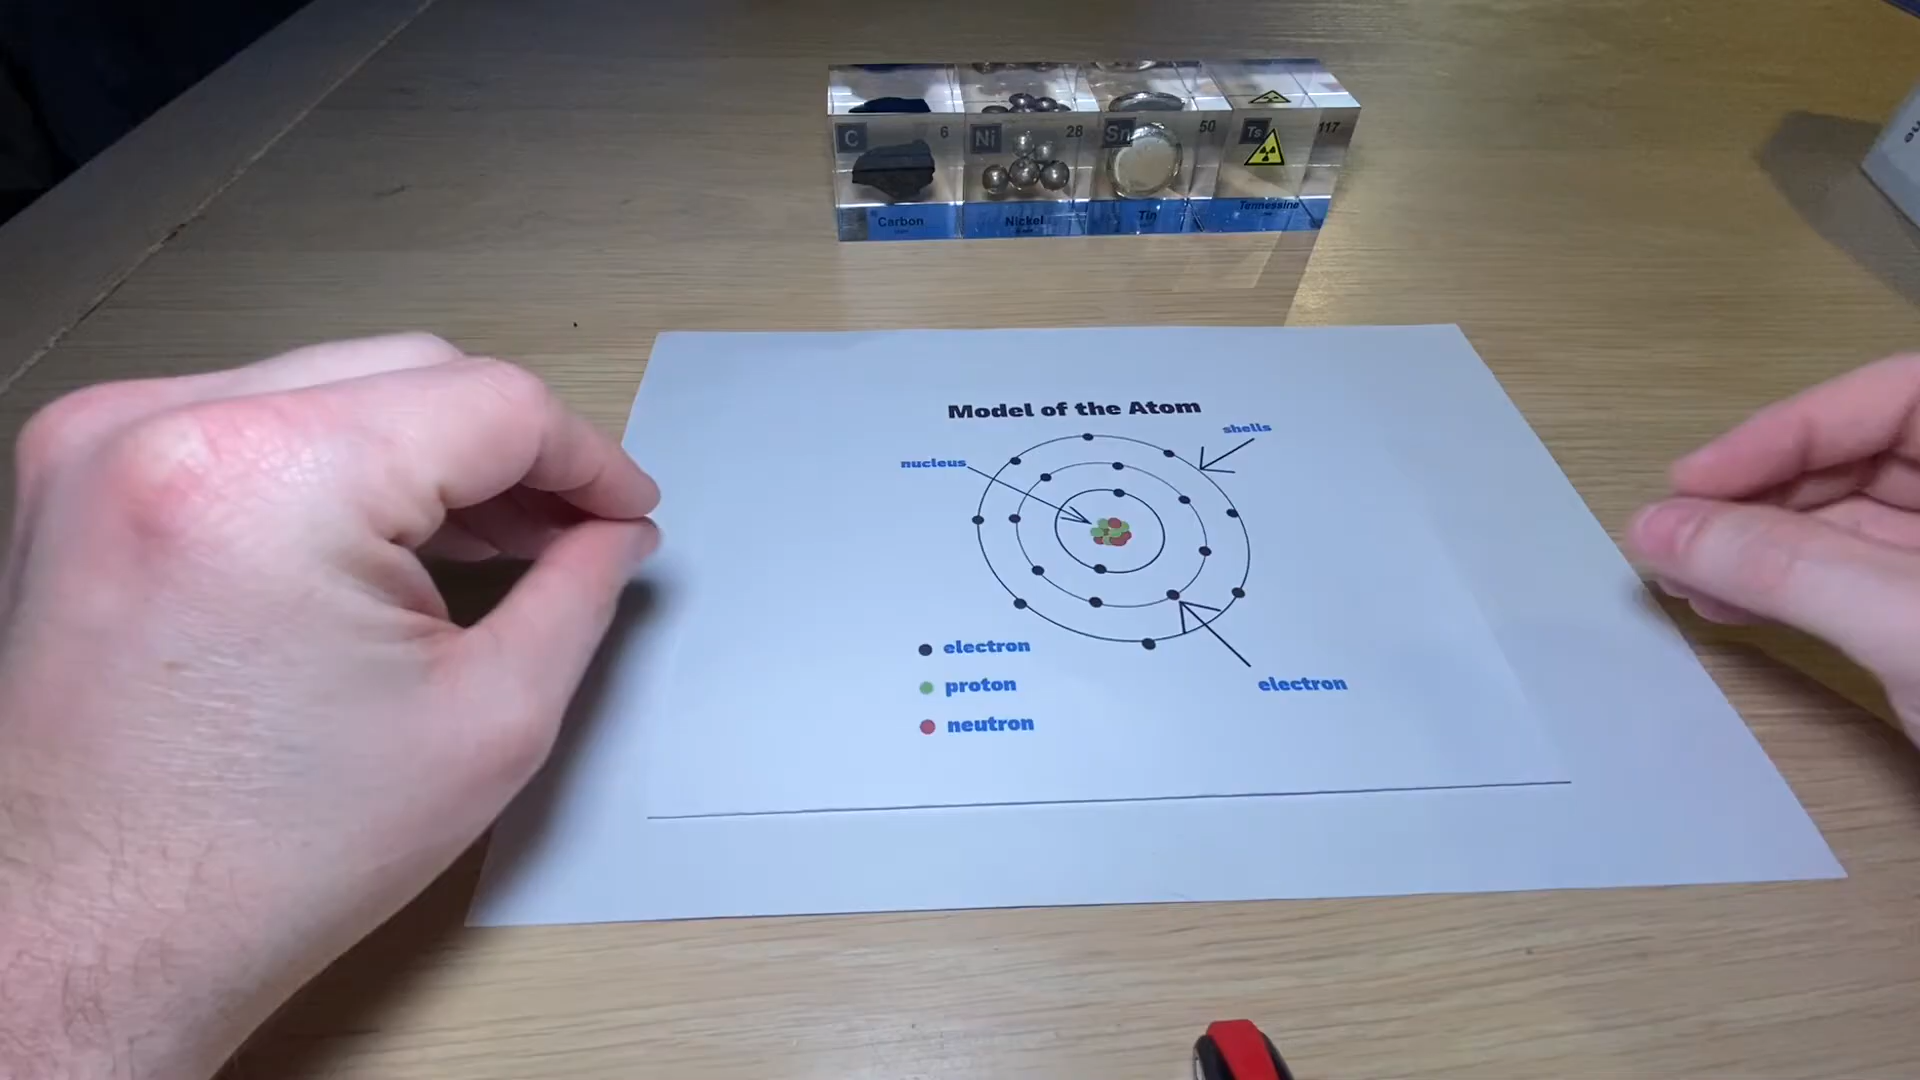 C 6
Ni 28
Sn 50
Ts 117
Carbon
Nickel
Tin
Tennessine
Model of the Atom
shells
nucleus
electron
proton
neutron
electron